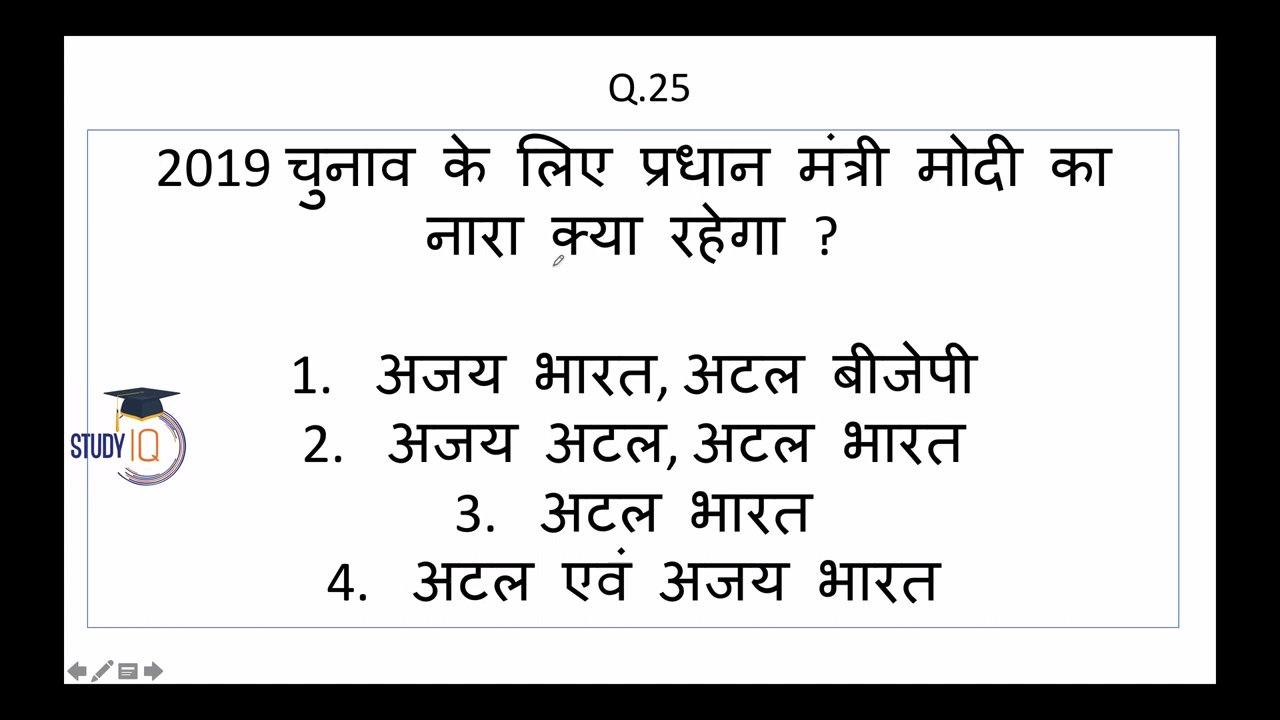 Q.25
2019 चुनाव के लिए प्रधान मंत्री मोदी का
नारा क्या रहेगा ?
1. अजय भारत, अटल बीजेपी
2. अजय अटल, अटल भारत
3. अटल भारत
4. अटल एवं अजय भारत
STUDY IQ